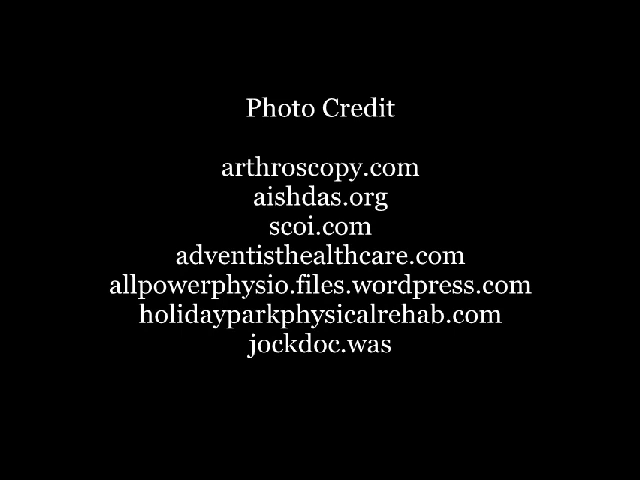 Photo Credit
arthroscopy.com
aishdas.org
scoi.com
adventisthealthcare.com
allpowerphysio.files.wordpress.com
holidayparkphysicalrehab.com
jockdoc.was